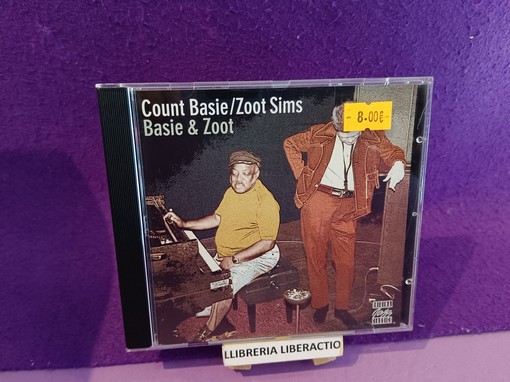 Count Basie/Zoot Sims
Basie & Zoot
- 8.00€-
LLIBRERIA LIBERACTIO